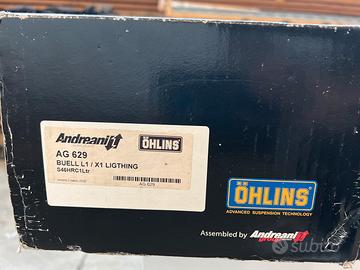 Andreani
ÖHLINS
AG 629
BUELL L1 / X1 LIGTHING
S46HRC1Ltr
AG 629
ÖHLINS
ADVANCED SUSPENSION TECHNOLOGY
Assembled by Andreani
subito